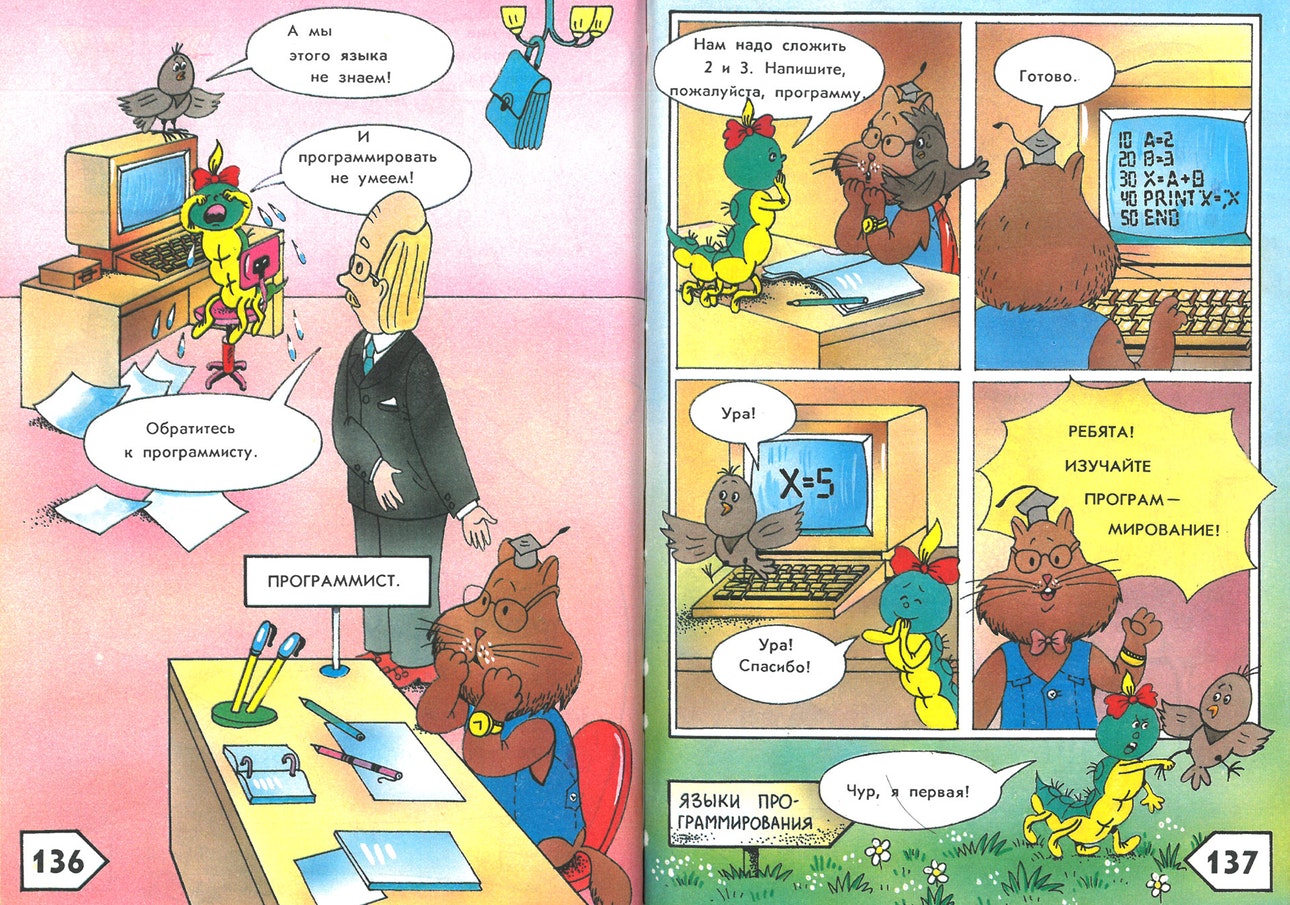 А мы
этого языка
не знаем!
И
программировать
не умеем!
Обратитесь
к программисту.
ПРОГРАММИСТ.
136
Нам надо сложить
2 и 3. Напишите,
пожалуйста, программу.
Готово.
10 A=2
20 B=3
30 X=A+B
40 PRINT"X=",X
50 END
Ура!
X=5
Ура!
Спасибо!
РЕБЯТА!
ИЗУЧАЙТЕ
ПРОГРАМ—
МИРОВАНИЕ!
Чур, я первая!
ЯЗЫКИ ПРО-
ГРАММИРОВАНИЯ
137